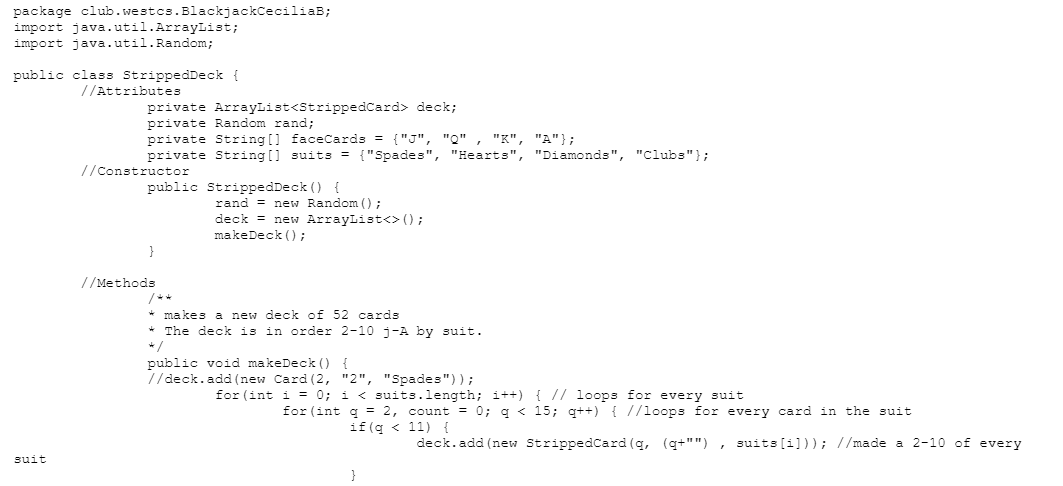 package club.westcs.BlackjackCeciliaB;
import java.util.ArrayList;
import java.util.Random;

public class StrippedDeck {
        //Attributes
                private ArrayList<StrippedCard> deck;
                private Random rand;
                private String[] faceCards = {"J", "Q" , "K", "A"};
                private String[] suits = {"Spades", "Hearts", "Diamonds", "Clubs"};
        //Constructor
                public StrippedDeck() {
                        rand = new Random();
                        deck = new ArrayList<>();
                        makeDeck();
                }

        //Methods
                /**
                * makes a new deck of 52 cards
                * The deck is in order 2-10 j-A by suit.
                */
                public void makeDeck() {
                //deck.add(new Card(2, "2", "Spades"));
                        for(int i = 0; i < suits.length; i++) { // loops for every suit
                                for(int q = 2, count = 0; q < 15; q++) { //loops for every card in the suit
                                        if(q < 11) {
                                                deck.add(new StrippedCard(q, (q+"") , suits[i])); //made a 2-10 of every
suit
                                        }